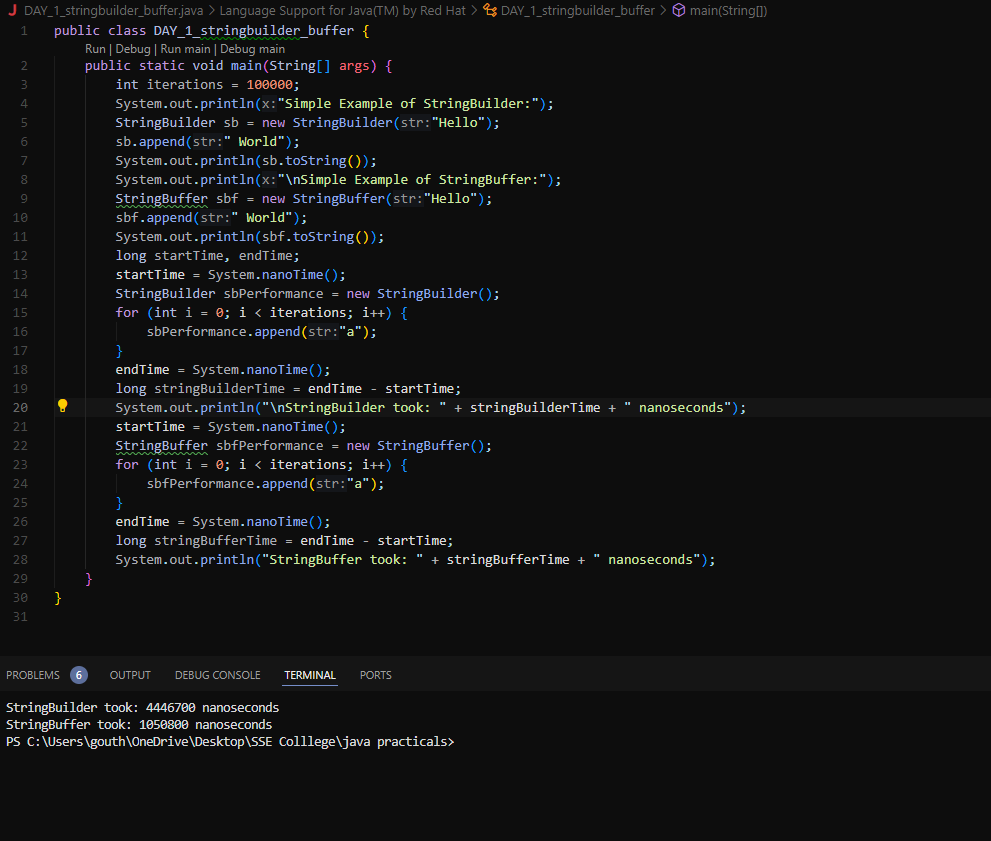 J DAY_1_stringbuilder_buffer.java > Language Support for Java(TM) by Red Hat > DAY_1_stringbuilder_buffer > main(String[])
1 public class DAY_1_stringbuilder_buffer {
Run | Debug | Run main | Debug main
2 public static void main(String[] args) {
3 int iterations = 100000;
4 System.out.println(x:"Simple Example of StringBuilder:");
5 StringBuilder sb = new StringBuilder(str:"Hello");
6 sb.append(str:" World");
7 System.out.println(sb.toString());
8 System.out.println(x:"\nSimple Example of StringBuffer:");
9 StringBuffer sbf = new StringBuffer(str:"Hello");
10 sbf.append(str:" World");
11 System.out.println(sbf.toString());
12 long startTime, endTime;
13 startTime = System.nanoTime();
14 StringBuilder sbPerformance = new StringBuilder();
15 for (int i = 0; i < iterations; i++) {
16 sbPerformance.append(str:"a");
17 }
18 endTime = System.nanoTime();
19 long stringBuilderTime = endTime - startTime;
20 System.out.println("\nStringBuilder took: " + stringBuilderTime + " nanoseconds");
21 startTime = System.nanoTime();
22 StringBuffer sbfPerformance = new StringBuffer();
23 for (int i = 0; i < iterations; i++) {
24 sbfPerformance.append(str:"a");
25 }
26 endTime = System.nanoTime();
27 long stringBufferTime = endTime - startTime;
28 System.out.println("StringBuffer took: " + stringBufferTime + " nanoseconds");
29 }
30 }
31
PROBLEMS 6 OUTPUT DEBUG CONSOLE TERMINAL PORTS
StringBuilder took: 4446700 nanoseconds
StringBuffer took: 1050800 nanoseconds
PS C:\Users\gouth\OneDrive\Desktop\SSE Colllege\java practicals>